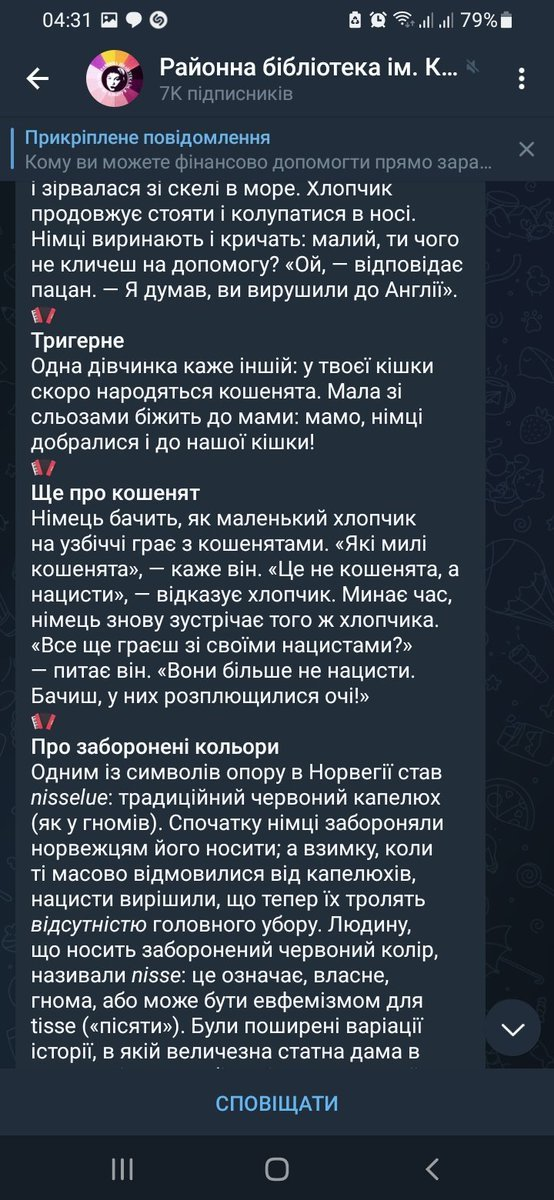 04:31
79%
Районна бібліотека ім. К...
7K підписників
Прикріплене повідомлення
Кому ви можете фінансово допомогти прямо зара...
і зірвалася зі скелі в море. Хлопчик
продовжує стояти і колупатися в носі.
Німці виринають і кричать: малий, ти чого
не кличеш на допомогу? «Ой, — відповідає
пацан. — Я думав, ви вирушили до Англії».
Тригерне
Одна дівчинка каже іншій: у твоєї кішки
скоро народяться кошенята. Мала зі
сльозами біжить до мами: мамо, німці
добралися і до нашої кішки!
Ще про кошенят
Німець бачить, як маленький хлопчик
на узбіччі грає з кошенятами. «Які милі
кошенята», — каже він. «Це не кошенята, а
нацисти», — відказує хлопчик. Минає час,
німець знову зустрічає того ж хлопчика.
«Все ще граєш зі своїми нацистами?»
— питає він. «Вони більше не нацисти.
Бачиш, у них розплющилися очі!»
Про заборонені кольори
Одним із символів опору в Норвегії став
nisselue: традиційний червоний капелюх
(як у гномів). Спочатку німці забороняли
норвежцям його носити; а взимку, коли
ті масово відмовилися від капелюхів,
нацисти вирішили, що тепер їх тролять
відсутністю головного убору. Людину,
що носить заборонений червоний колір,
називали nisse: це означає, власне,
гнома, або може бути евфемізмом для
tisse («пісяти»). Були поширені варіації
історії, в якій величезна статна дама в
СПОВІЩАТИ